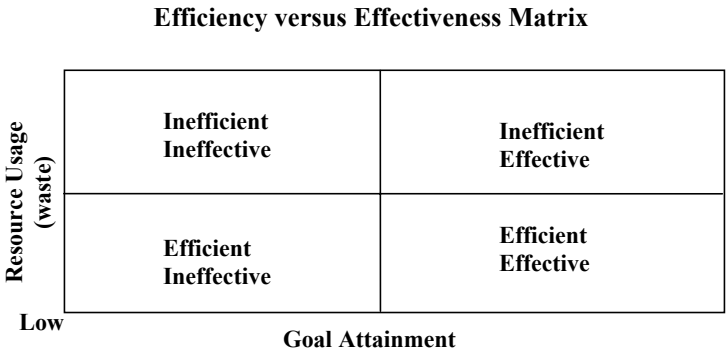 Efficiency versus Effectiveness Matrix
Resource Usage
(waste)
Inefficient
Ineffective
Inefficient
Effective
Efficient
Ineffective
Efficient
Effective
Low
Goal Attainment